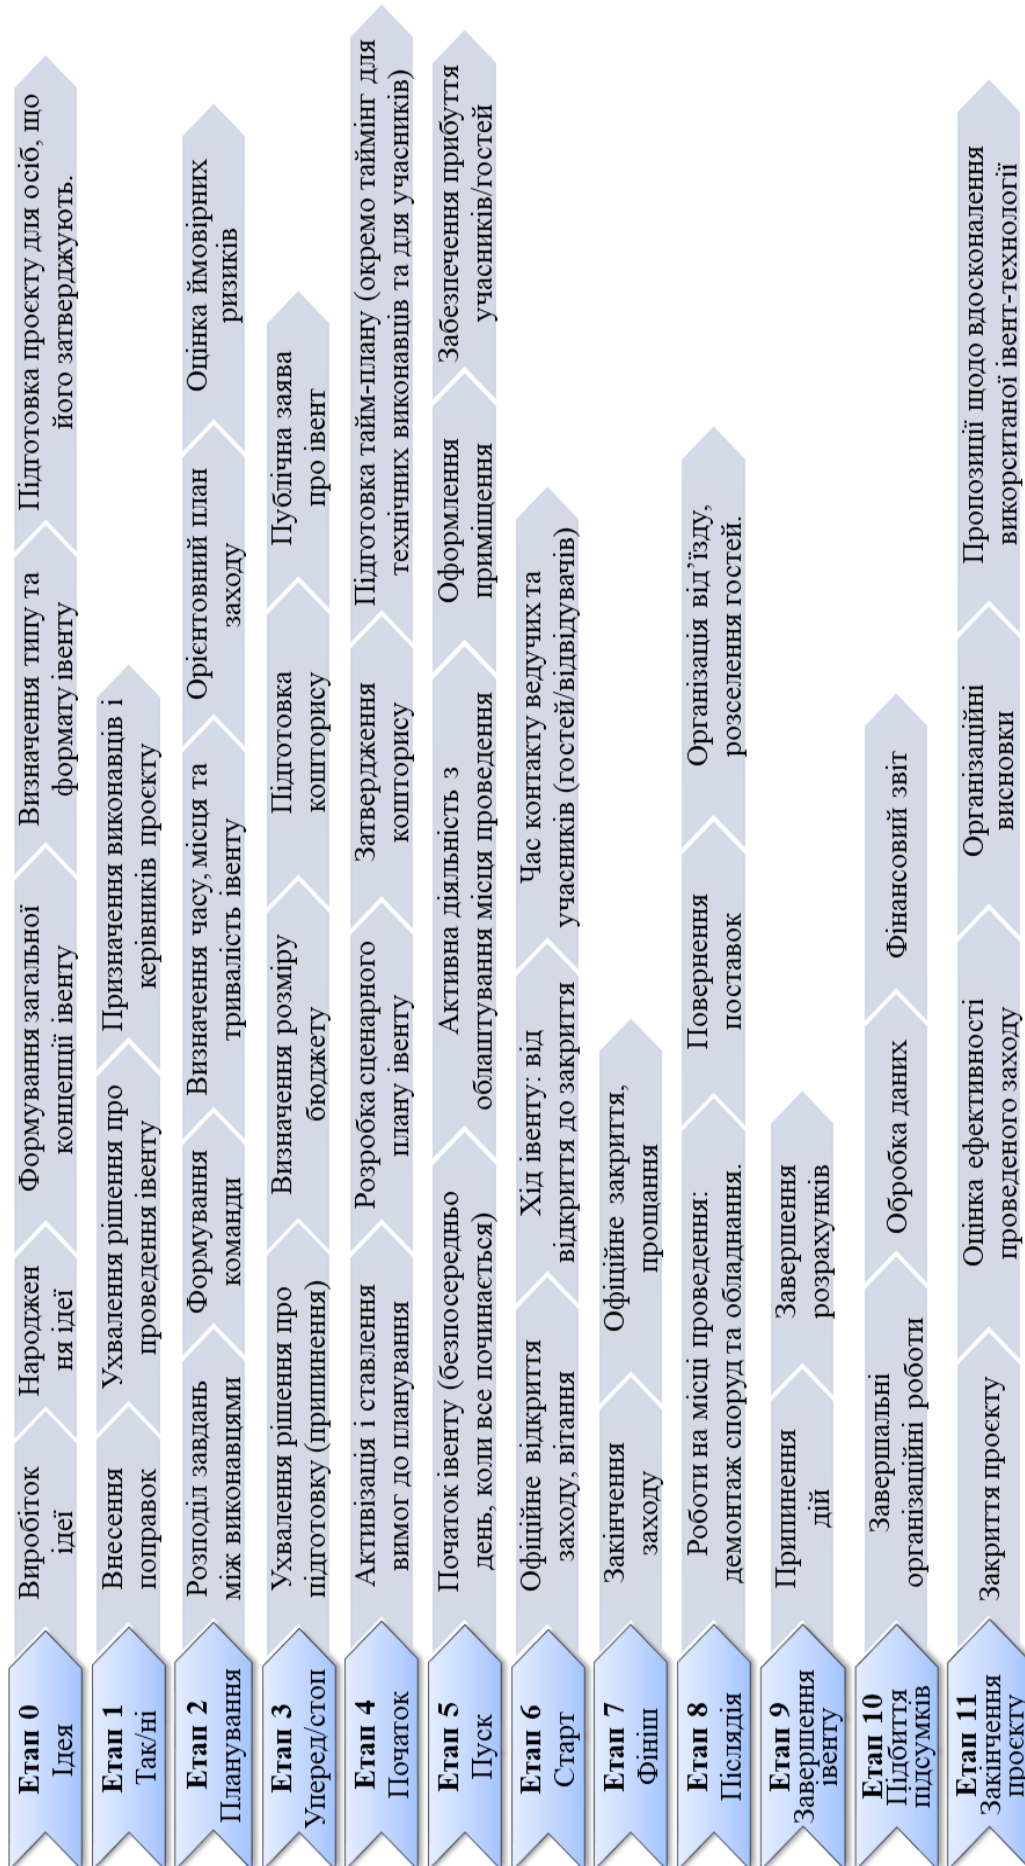 Етап 0
Ідея
Виробіток
ідеї
Народжен
ня ідеї
Формування загальної
концепції івенту
Визначення типу та
формату івенту
Підготовка проєкту для осіб, що
його затверджують.
Етап 1
Так/ні
Внесення
поправок
Ухвалення рішення про
проведення івенту
Призначення виконавців і
керівників проєкту
Етап 2
Планування
Розподіл завдань
між виконавцями
Формування
команди
Визначення часу, місця та
тривалість івенту
Орієнтовний план
заходу
Оцінка ймовірних
ризиків
Етап 3
Уперед/стоп
Ухвалення рішення про
підготовку (припинення)
Визначення розміру
бюджету
Підготовка
кошторису
Публічна заява
про івент
Етап 4
Початок
Активізація і ставлення
вимог до планування
Розробка сценарного
плану івенту
Затвердження
кошторису
Підготовка тайм-плану (окремо таймінг для
технічних виконавців та для учасників)
Етап 5
Пуск
Початок івенту (безпосередньо
день, коли все починається)
Активна діяльність з
облаштування місця проведення
Оформлення
приміщення
Забезпечення прибуття
учасників/гостей
Етап 6
Старт
Офіційне відкриття
заходу, вітання
Хід івенту: від
відкриття до закриття
Час контакту ведучих та
учасників (гостей/відвідувачів)
Етап 7
Фініш
Закінчення
заходу
Офіційне закриття,
прощання
Етап 8
Післядія
Роботи на місці проведення:
демонтаж споруд та обладнання.
Повернення
поставок
Організація від’їзду,
розселення гостей.
Етап 9
Завершення
івенту
Припинення
дій
Завершення
розрахунків
Етап 10
Підбиття
підсумків
Завершальні
організаційні роботи
Обробка даних
Фінансовий звіт
Етап 11
Закінчення
проєкту
Закриття проєкту
Оцінка ефективності
проведеного заходу
Організаційні
висновки
Пропозиції щодо вдосконалення
викорситаної івент-технології